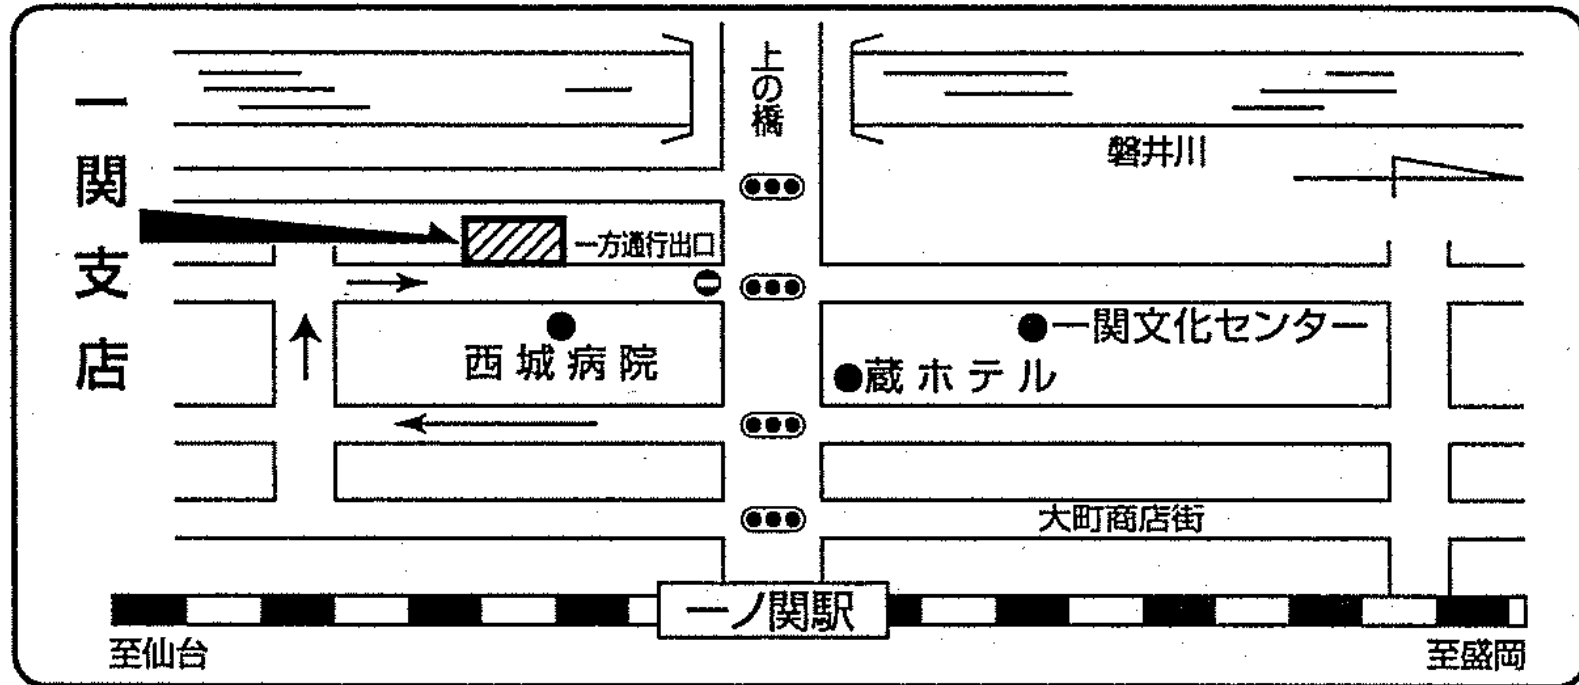 一関支店
上の橋
磐井川
一方通行出口
西城病院
●一関文化センター
●蔵ホテル
大町商店街
一ノ関駅
至仙台
至盛岡